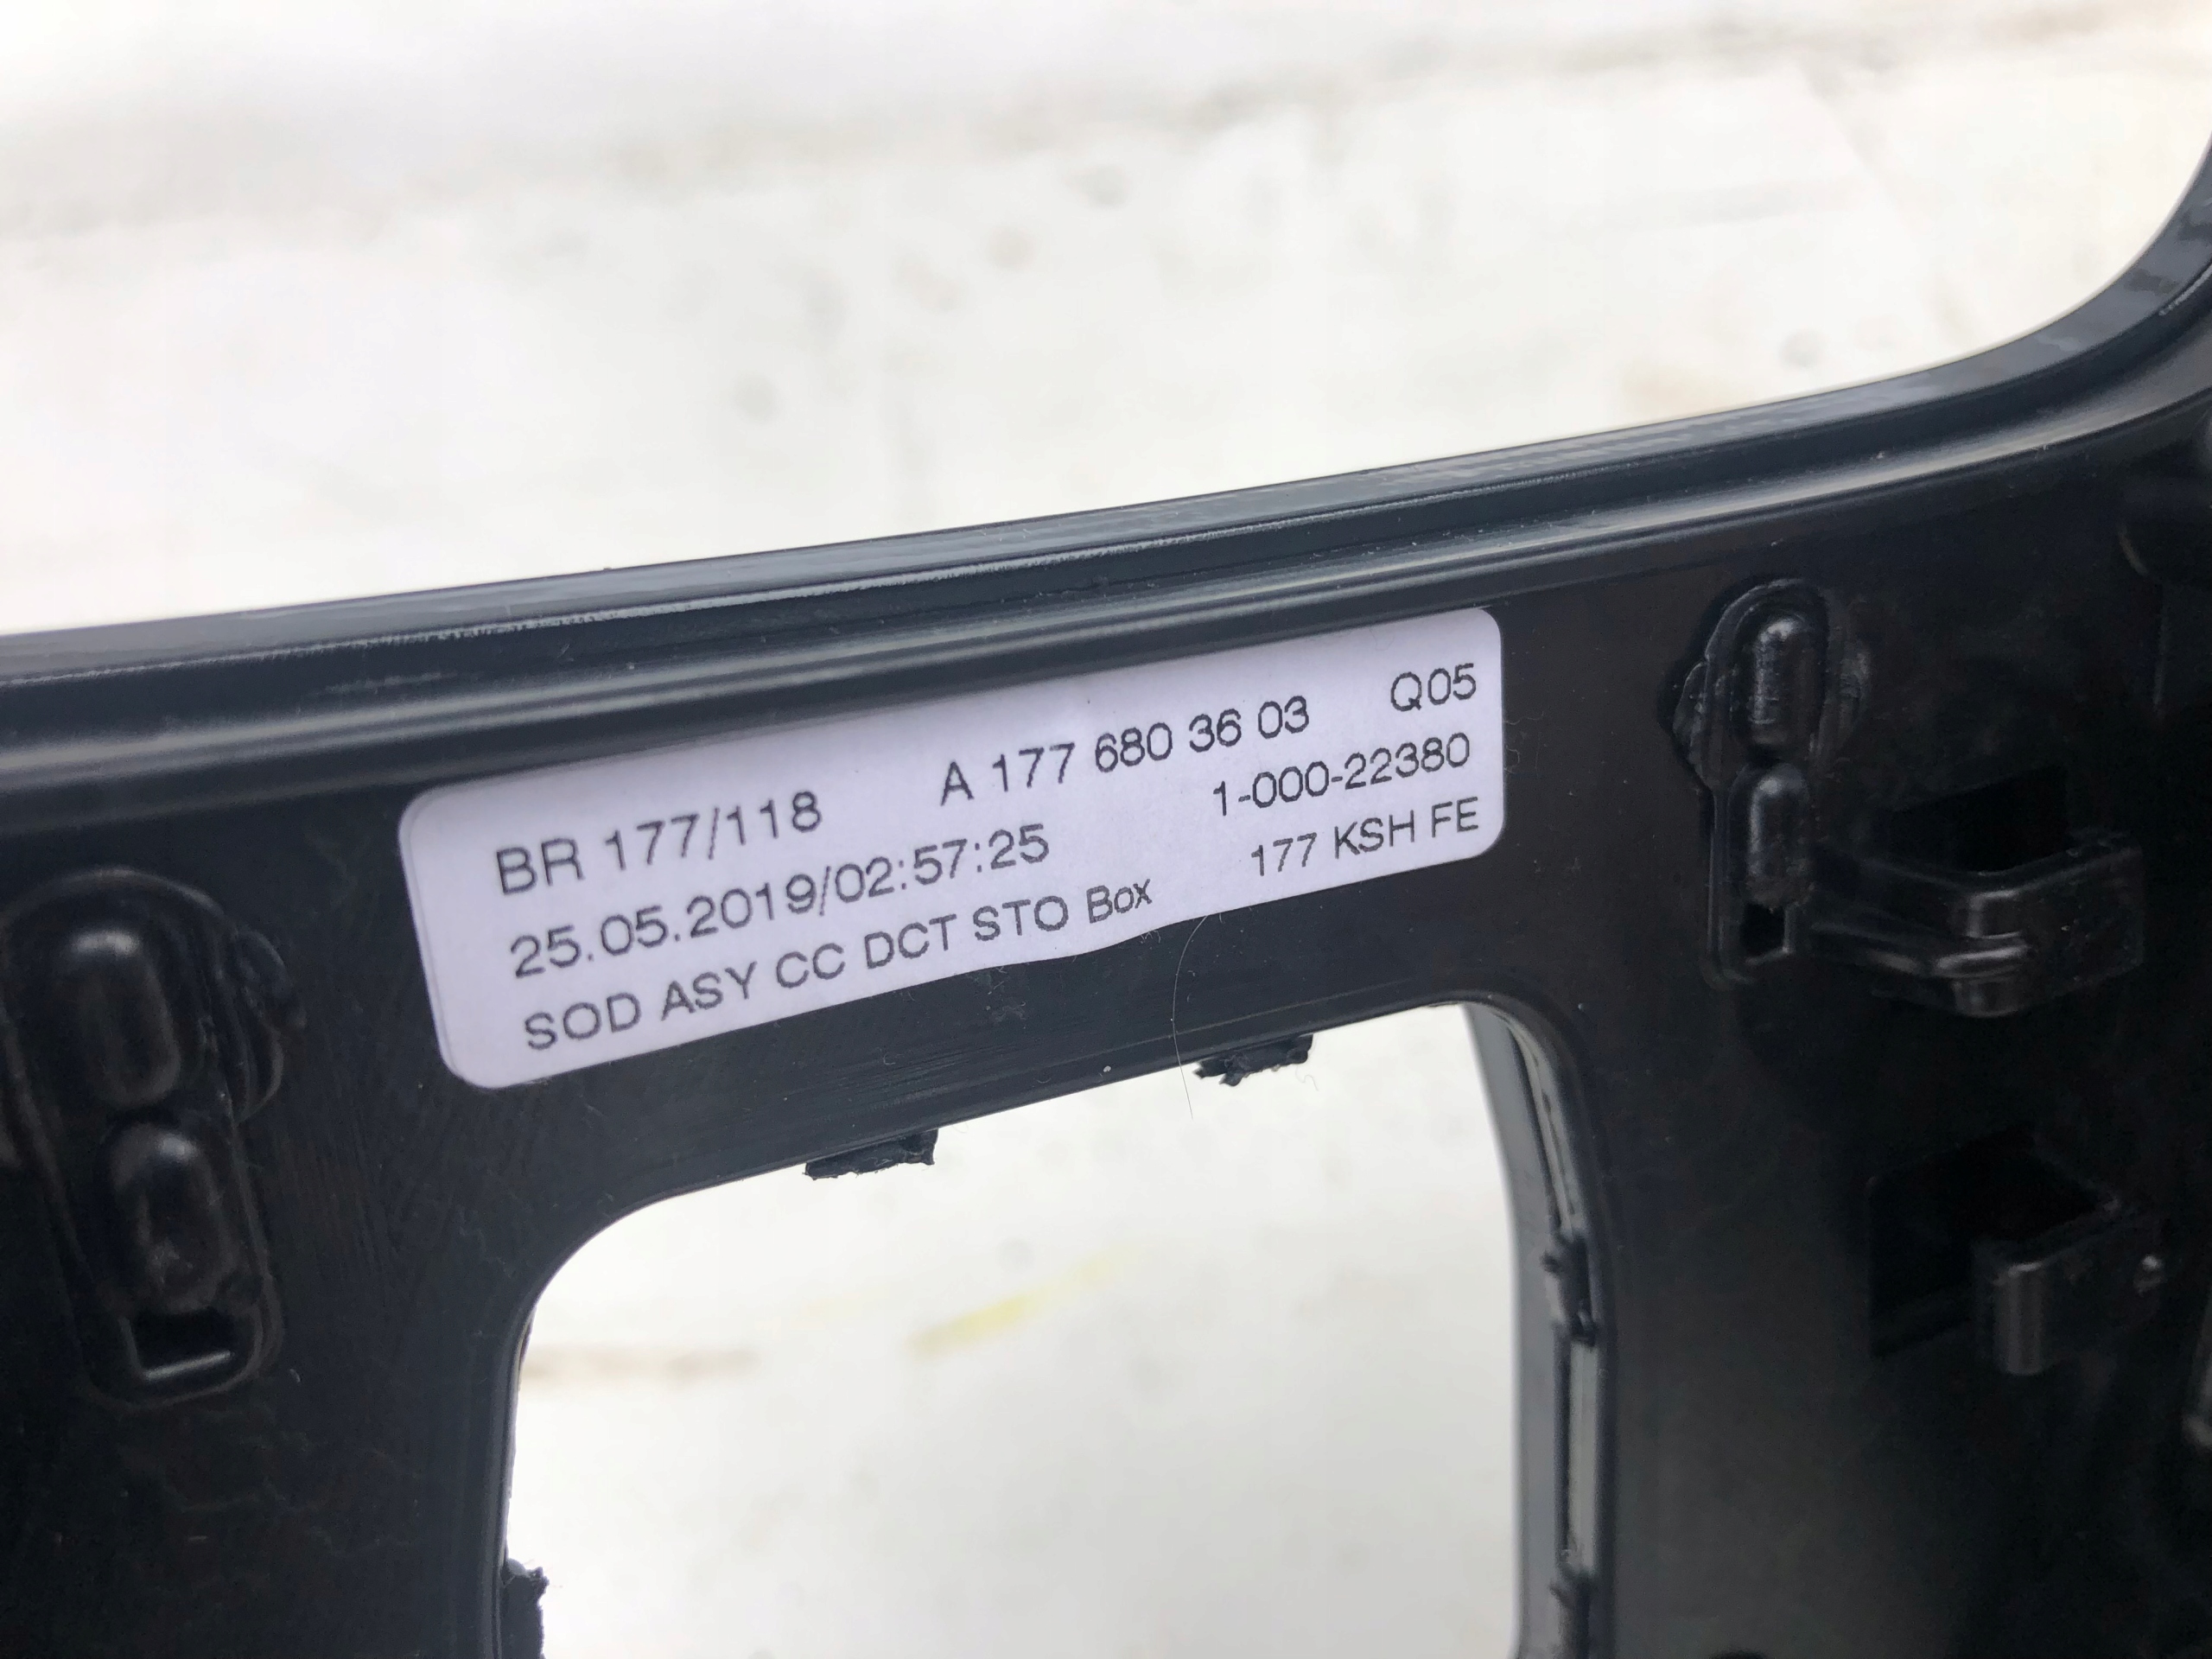 BR 177/118 A 177 680 36 03 Q05
25.05.2019/02:57:25 1-000-22380
SOD ASY CC DCT STO Box 177 KSH FE